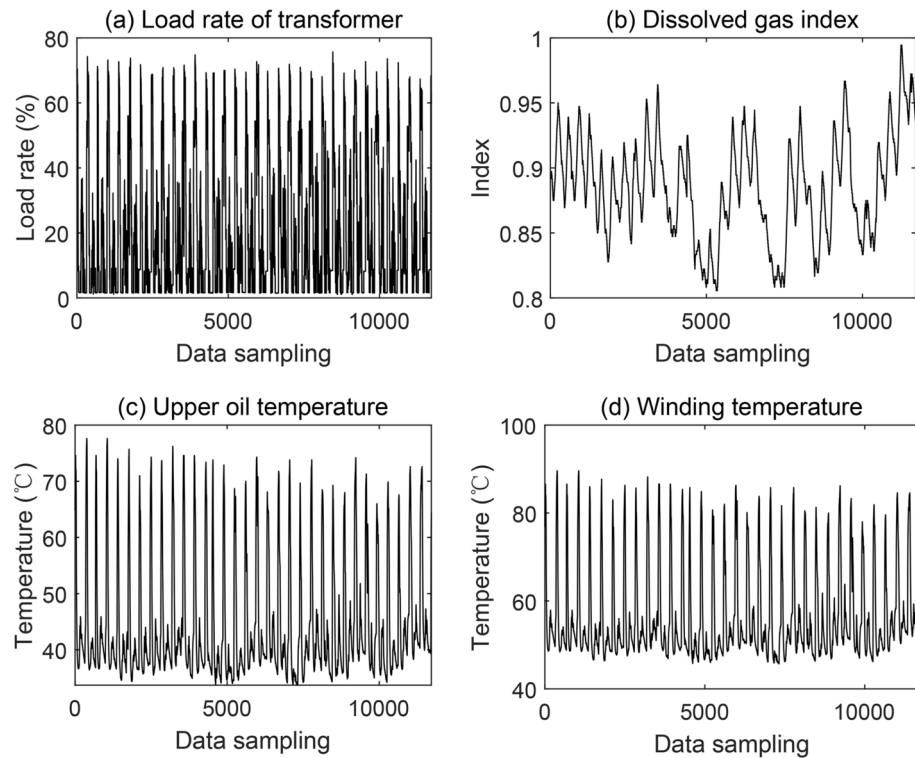 (a) Load rate of transformer
80
60
40
20
0
Load rate (%)
0
5000
10000
Data sampling
(b) Dissolved gas index
1
0.95
0.9
0.85
0.8
Index
0
5000
10000
Data sampling
(c) Upper oil temperature
80
70
60
50
40
Temperature (℃)
0
5000
10000
Data sampling
(d) Winding temperature
100
80
60
40
Temperature (℃)
0
5000
10000
Data sampling